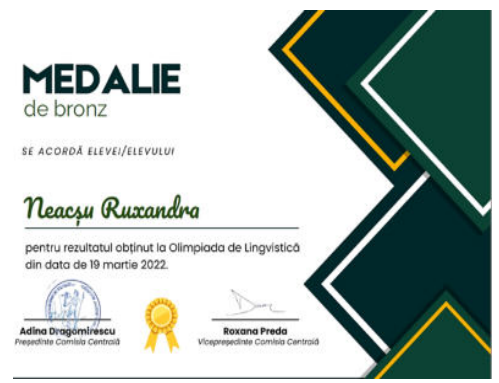 MEDALIE
de bronz
SE ACORDĂ ELEVEI/ELEVULUI
Neacșu Ruxandra
pentru rezultatul obținut la Olimpiada de Lingvistică
din data de 19 martie 2022.
Adina Dragomirescu
Președinte Comisia Centrală
Roxana Preda
Vicepreședinte Comisia Centrală